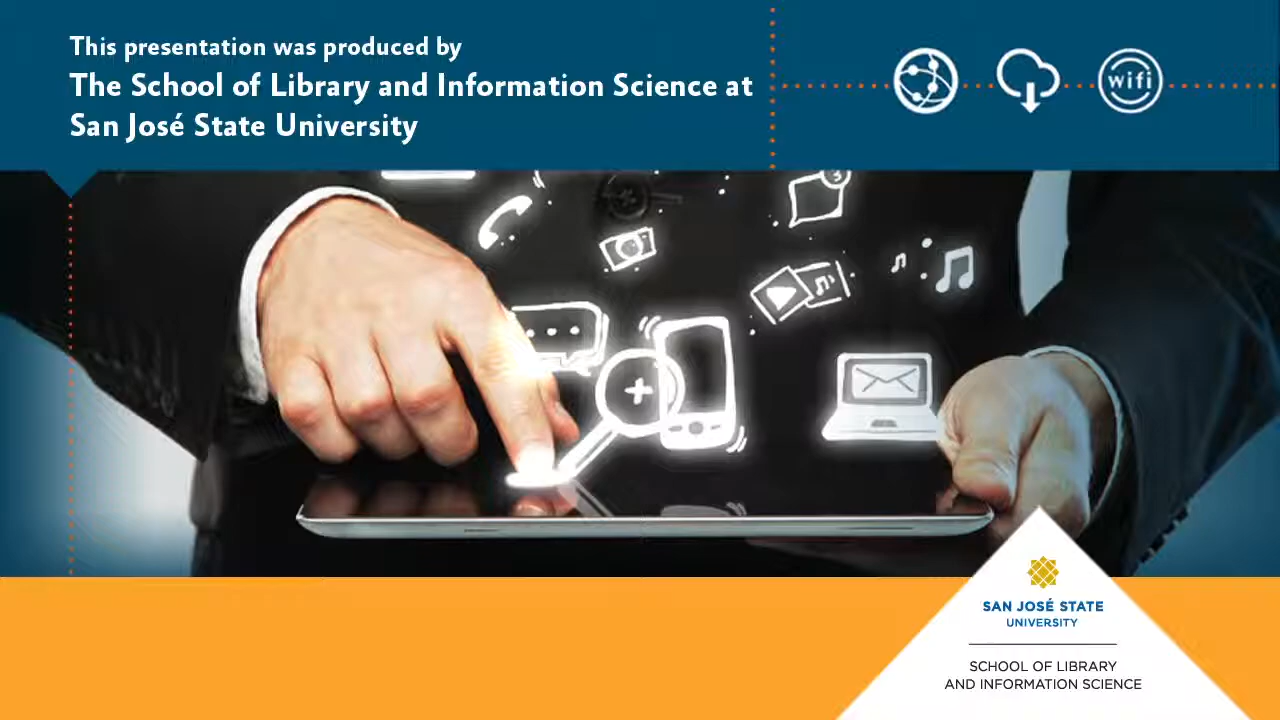 This presentation was produced by
The School of Library and Information Science at
San José State University
wifi
3
SAN JOSÉ STATE
UNIVERSITY
SCHOOL OF LIBRARY
AND INFORMATION SCIENCE